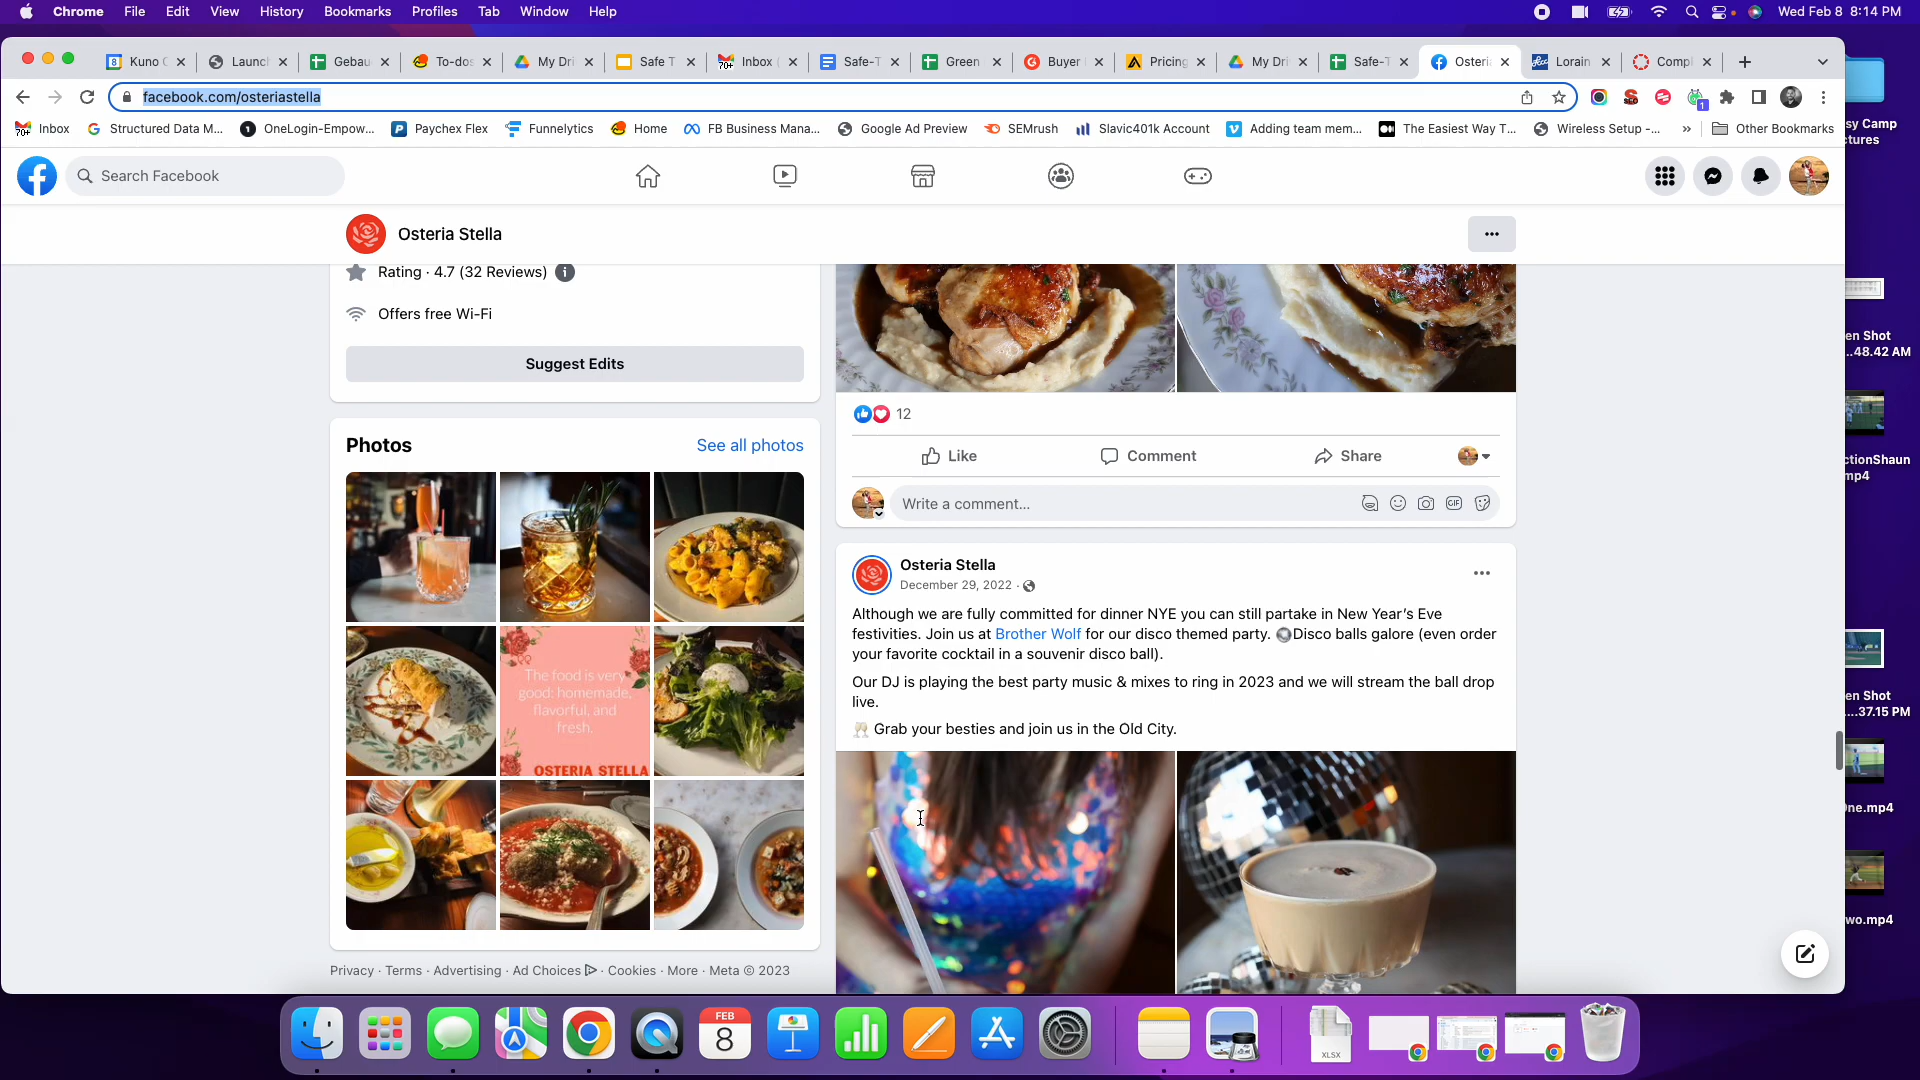 Chrome File Edit View History Bookmarks Profiles Tab Window Help
Wed Feb 8 8:14 PM
Kuno Launc Gebau To-dos My Dri Safe T Inbox Safe-T Green Buyer Pricing My Dri Safe-T Osteri Lorain Compl
facebook.com/osteriastella
Inbox Structured Data M... OneLogin-Empow... Paychex Flex Funnelytics Home FB Business Mana... Google Ad Preview SEMrush Slavic401k Account Adding team mem... The Easiest Way T... Wireless Setup -... » Other Bookmarks
Search Facebook
Osteria Stella
Rating · 4.7 (32 Reviews)
Offers free Wi-Fi
Suggest Edits
Photos
See all photos
The food is very
good: homemade,
flavorful, and
fresh.
OSTERIA STELLA
Privacy · Terms · Advertising · Ad Choices · Cookies · More · Meta © 2023
12
Like Comment Share
Write a comment...
GIF
Osteria Stella
December 29, 2022 ·
Although we are fully committed for dinner NYE you can still partake in New Year's Eve
festivities. Join us at Brother Wolf for our disco themed party. Disco balls galore (even order
your favorite cocktail in a souvenir disco ball).
Our DJ is playing the best party music & mixes to ring in 2023 and we will stream the ball drop
live.
🥂 Grab your besties and join us in the Old City.
sy Camp
ctures
en Shot
...48.42 AM
ctionShaun
mp4
en Shot
....37.15 PM
ne.mp4
wo.mp4
FEB
8
XLSX